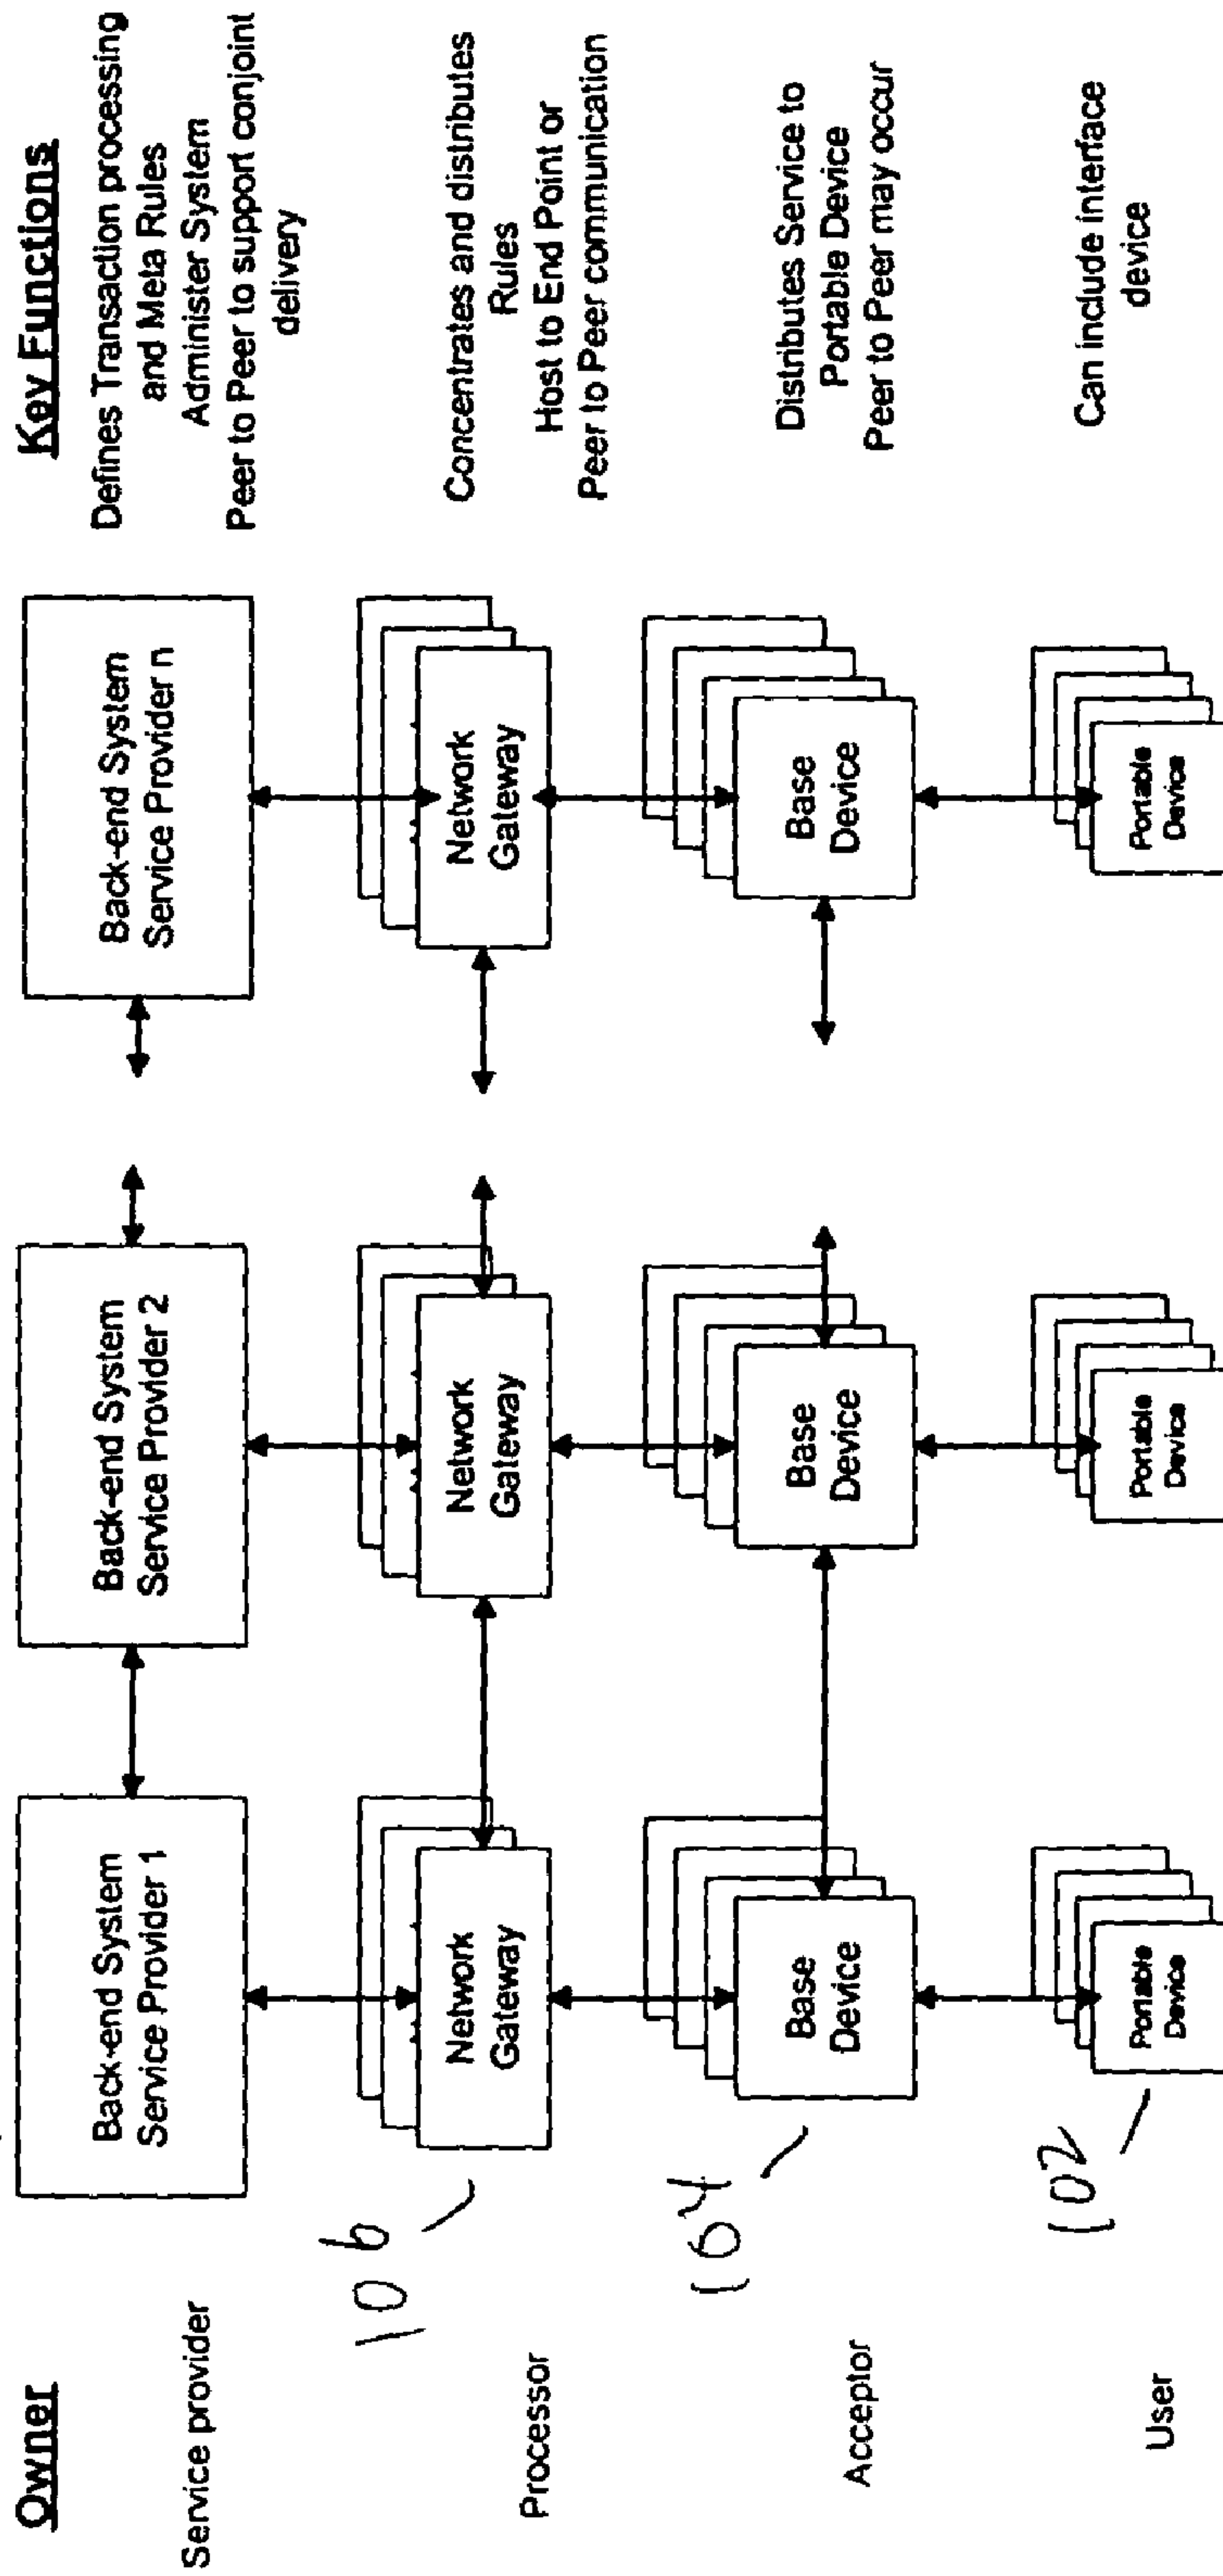 Owner
Key Functions
Service provider
Back-end System
Service Provider 1
Back-end System
Service Provider 2
Back-end System
Service Provider n
Defines Transaction processing
and Meta Rules
Administer System
Peer to Peer to support conjoint
delivery
106
Processor
Network
Gateway
Network
Gateway
Network
Gateway
Concentrates and distributes
Rules
Host to End Point or
Peer to Peer communication
104
Acceptor
Base
Device
Base
Device
Base
Device
Distributes Service to
Portable Device
Peer to Peer may occur
102
User
Portable
Device
Portable
Device
Portable
Device
Can include interface
device